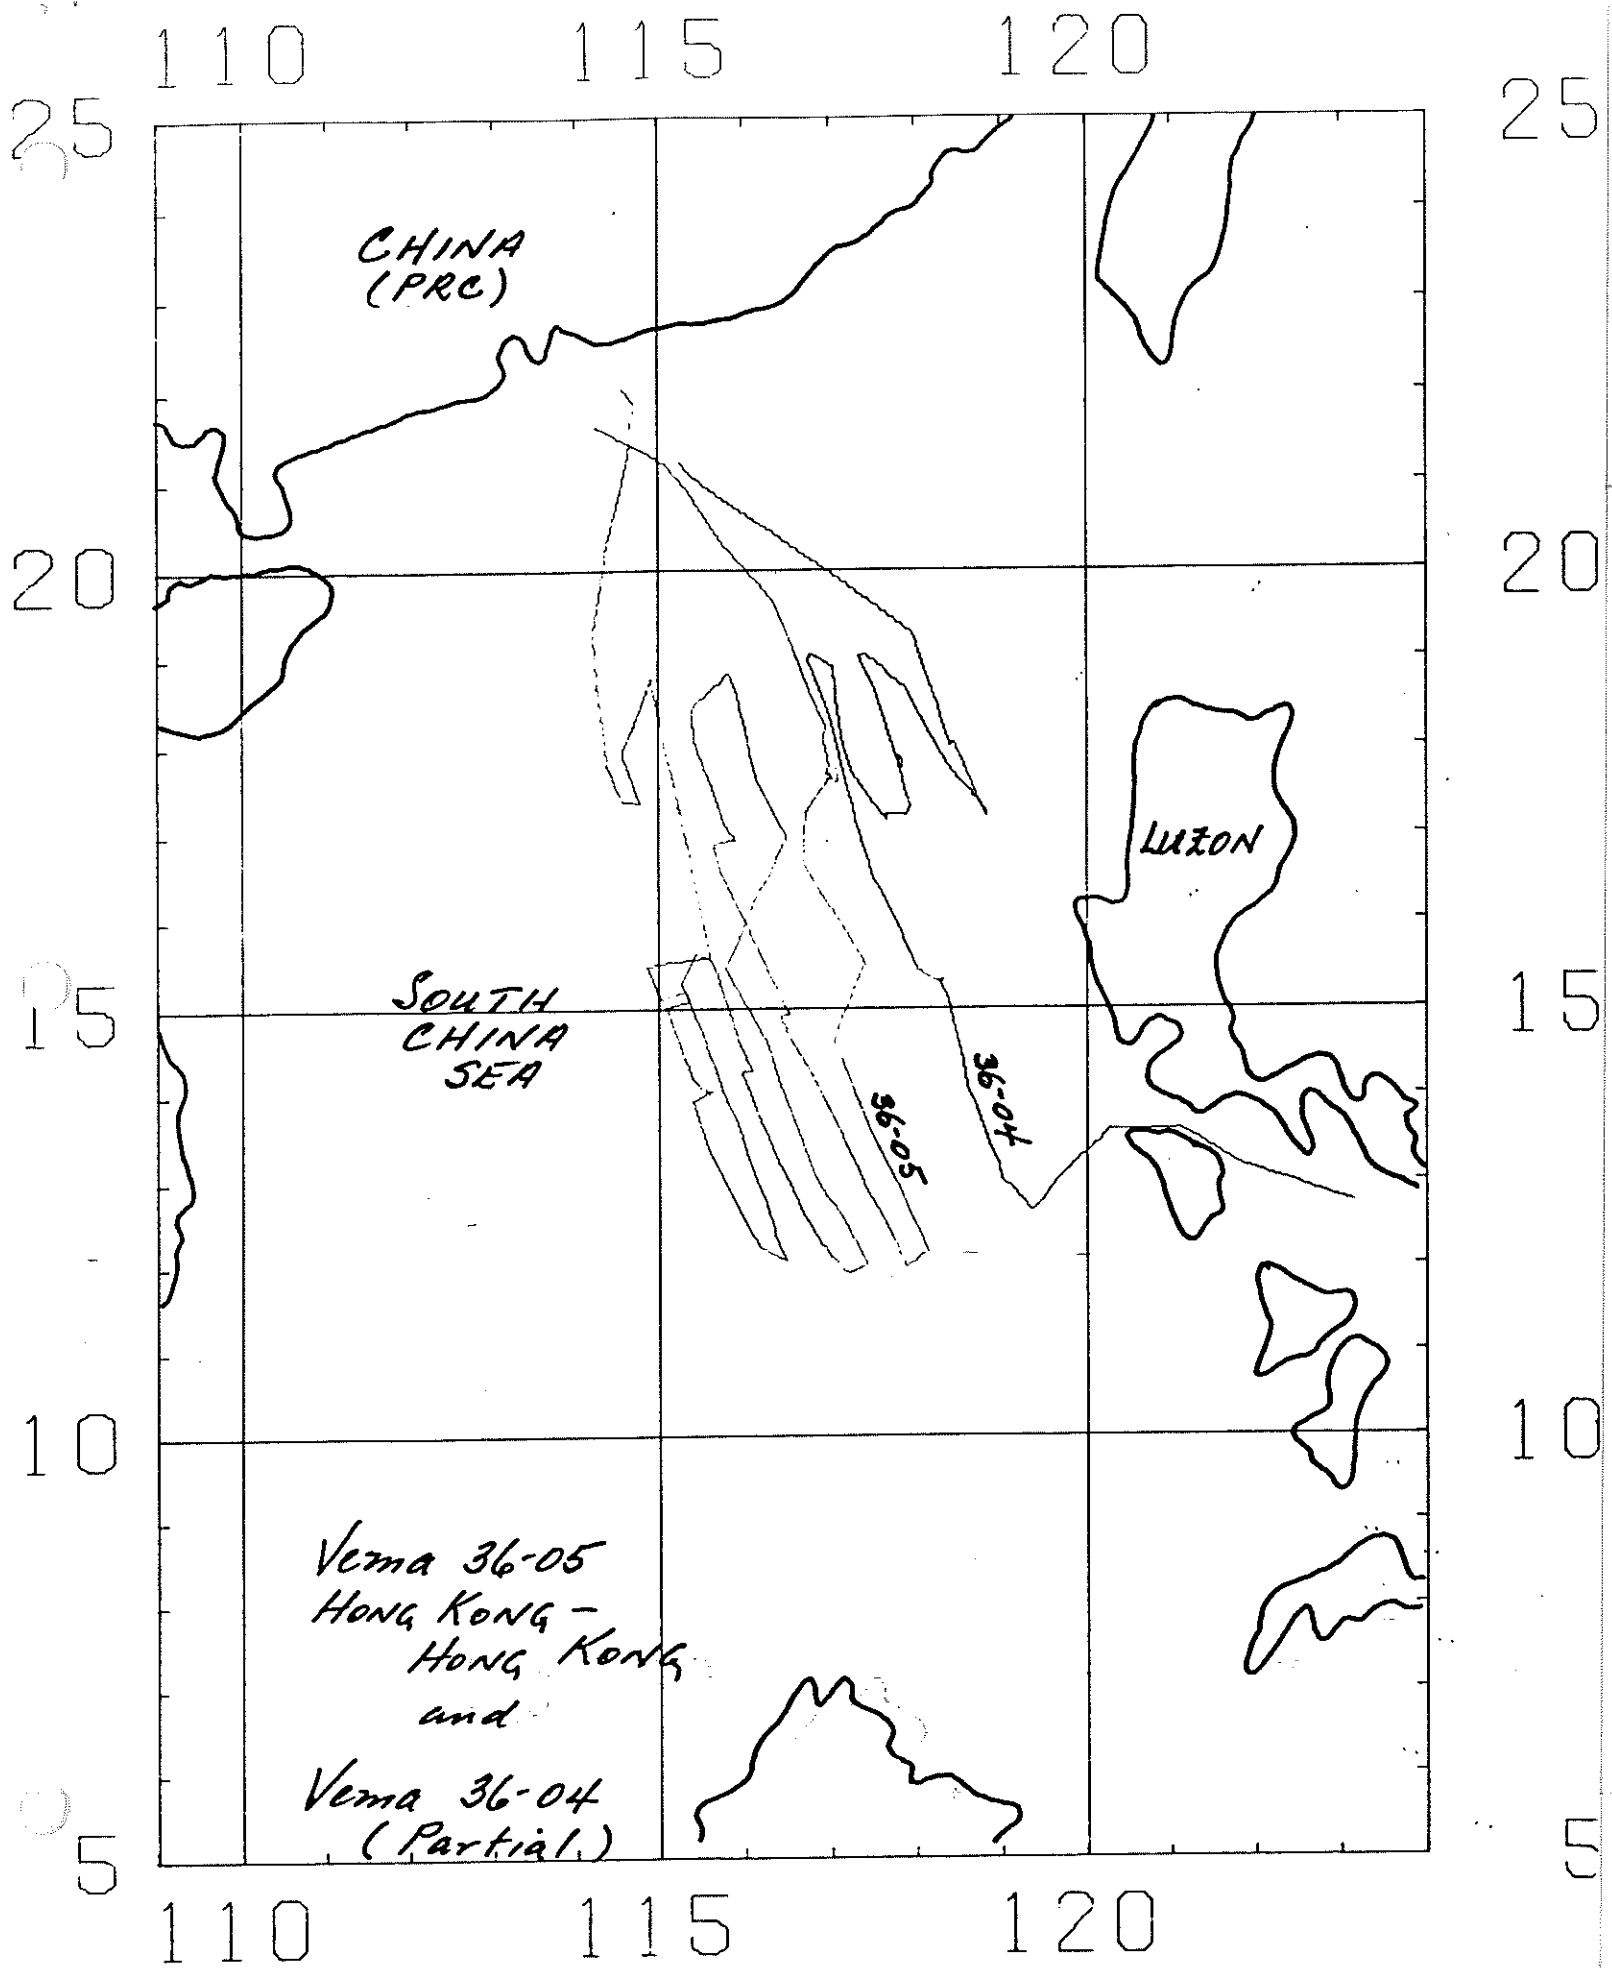 110 115 120
25 25
CHINA
(PRC)
20 20
LUZON
SOUTH
CHINA
SEA
15 15
36-04
36-05
10 10
Vema 36-05
HONG KONG -
HONG KONG
and
Vema 36-04
(Partial)
5 5
110 115 120